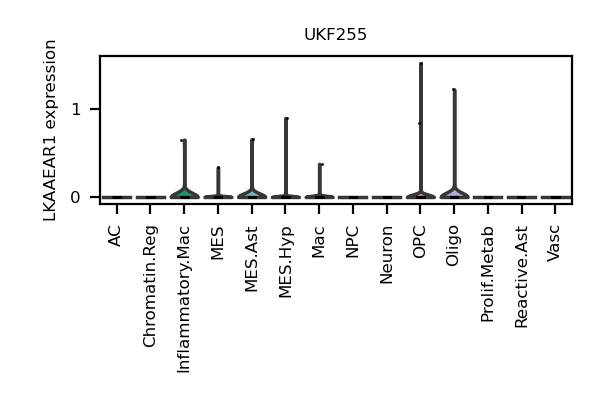 UKF255
LKAAEAR1 expression
1
0
AC
Chromatin.Reg
Inflammatory.Mac
MES
MES.Ast
MES.Hyp
Mac
NPC
Neuron
OPC
Oligo
Prolif.Metab
Reactive.Ast
Vasc